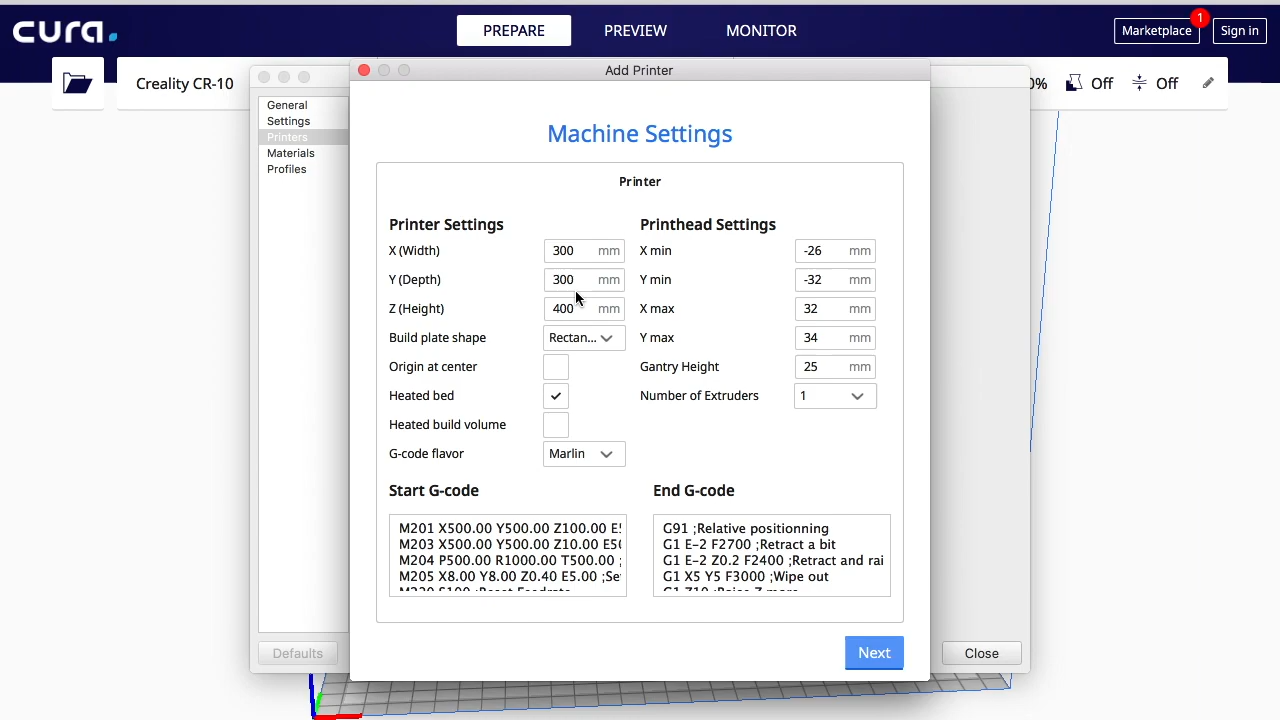 cura.
PREPARE
PREVIEW
MONITOR
Marketplace
1
Sign in
Creality CR-10
0%
Off
Off
General
Settings
Printers
Materials
Profiles
Defaults
Close
Add Printer
Machine Settings
Printer
Printer Settings
X (Width) 300 mm
Y (Depth) 300 mm
Z (Height) 400 mm
Build plate shape Rectan...
Origin at center
Heated bed
Heated build volume
G-code flavor Marlin
Printhead Settings
X min -26 mm
Y min -32 mm
X max 32 mm
Y max 34 mm
Gantry Height 25 mm
Number of Extruders 1
Start G-code
M201 X500.00 Y500.00 Z100.00 E
M203 X500.00 Y500.00 Z10.00 E50
M204 P500.00 R1000.00 T500.00 ;
M205 X8.00 Y8.00 Z0.40 E5.00 ;Se
End G-code
G91 ;Relative positionning
G1 E-2 F2700 ;Retract a bit
G1 E-2 Z0.2 F2400 ;Retract and rai
G1 X5 Y5 F3000 ;Wipe out
G1 Z10 ;Raise Z more
Next